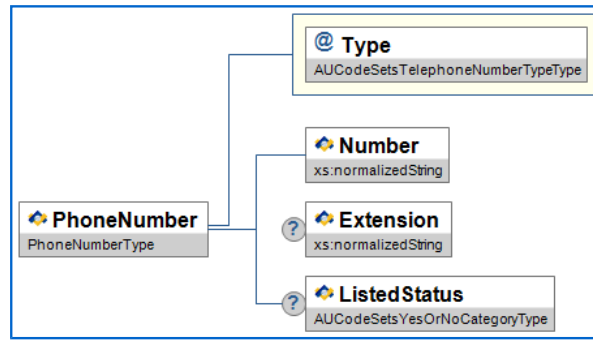 @ Type
AUCodeSetsTelephoneNumberTypeType
Number
xs:normalizedString
PhoneNumber
PhoneNumberType
? Extension
xs:normalizedString
? ListedStatus
AUCodeSetsYesOrNoCategoryType